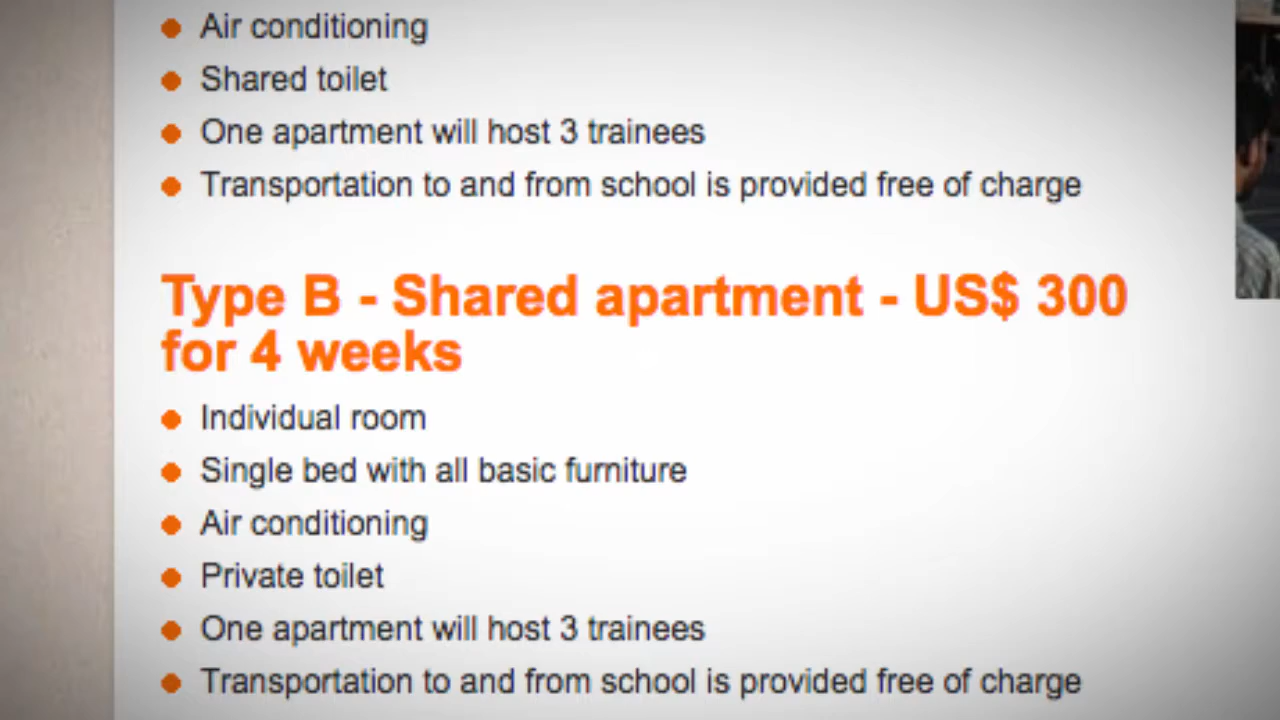 Air conditioning
Shared toilet
One apartment will host 3 trainees
Transportation to and from school is provided free of charge
Type B - Shared apartment - US$ 300
for 4 weeks
Individual room
Single bed with all basic furniture
Air conditioning
Private toilet
One apartment will host 3 trainees
Transportation to and from school is provided free of charge